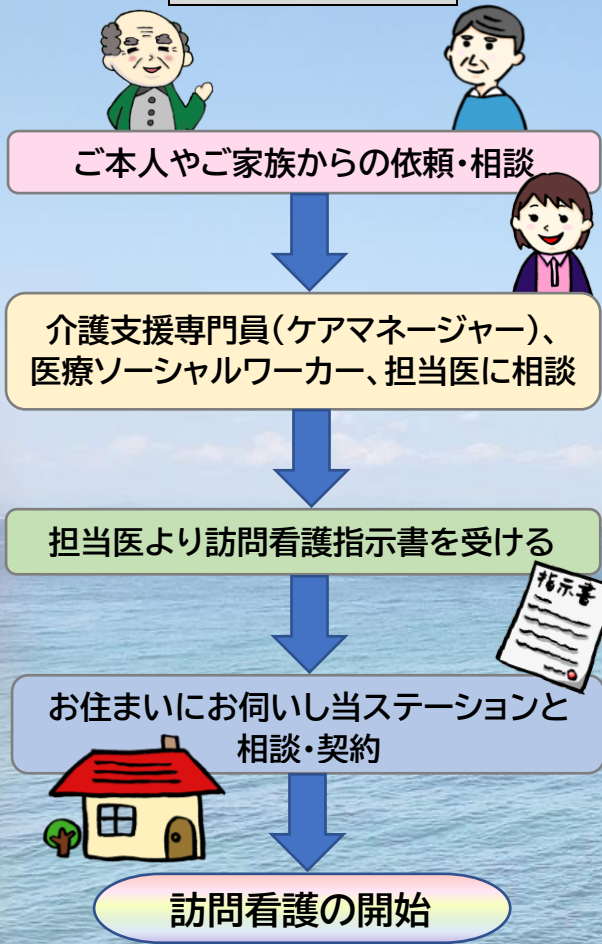 ご本人やご家族からの依頼・相談
介護支援専門員(ケアマネージャー)、
医療ソーシャルワーカー、担当医に相談
担当医より訪問看護指示書を受ける
指示書
お住まいにお伺いし当ステーションと
相談・契約
訪問看護の開始